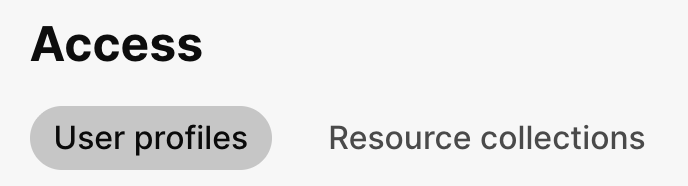 Access
User profiles
Resource collections